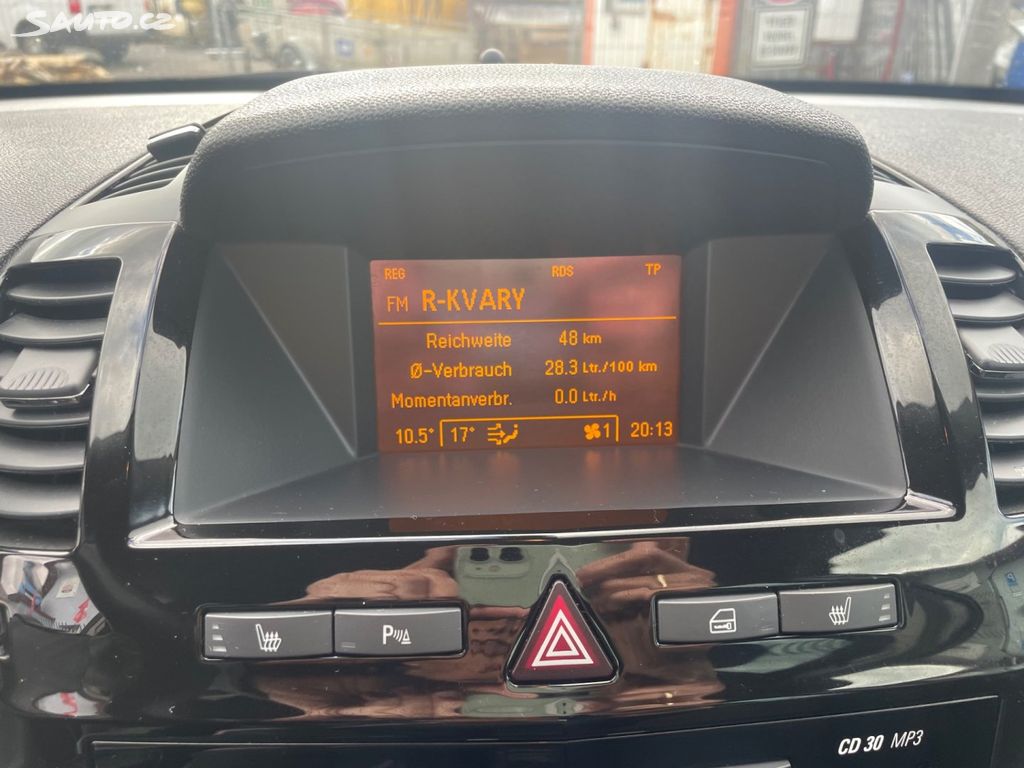 Sauto.cz
REG RDS TP
FM R-KVARY
Reichweite 48 km
Ø-Verbrauch 28.3 Ltr./100 km
Momentanverbr. 0.0 Ltr./h
10.5° 17° 1 20:13
P
CD 30 MP3